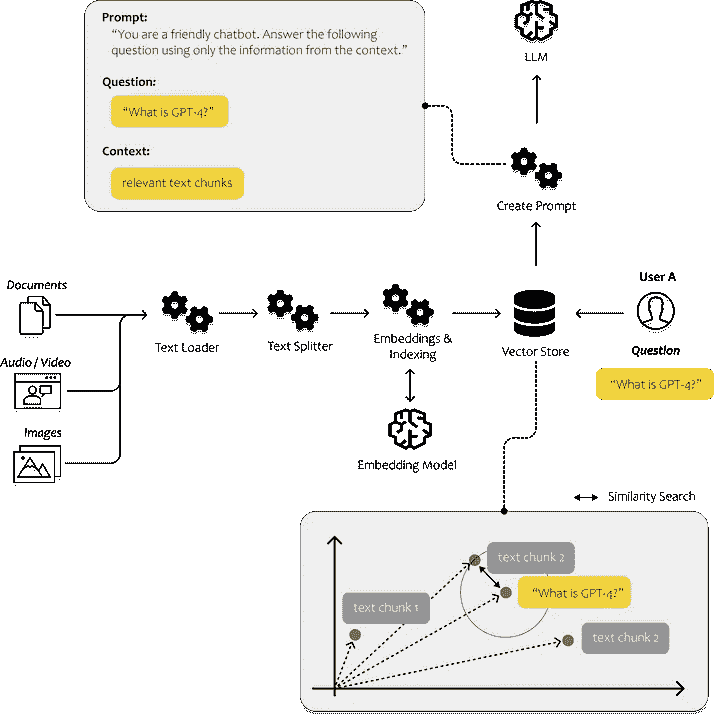 Prompt:
“You are a friendly chatbot. Answer the following
question using only the information from the context.”
Question:
“What is GPT-4?”
Context:
relevant text chunks
LLM
Create Prompt
Documents
Audio / Video
Images
Text Loader
Text Splitter
Embeddings &
Indexing
Embedding Model
Vector Store
User A
Question
“What is GPT-4?”
Similarity Search
text chunk 2
“What is GPT-4?”
text chunk 1
text chunk 2